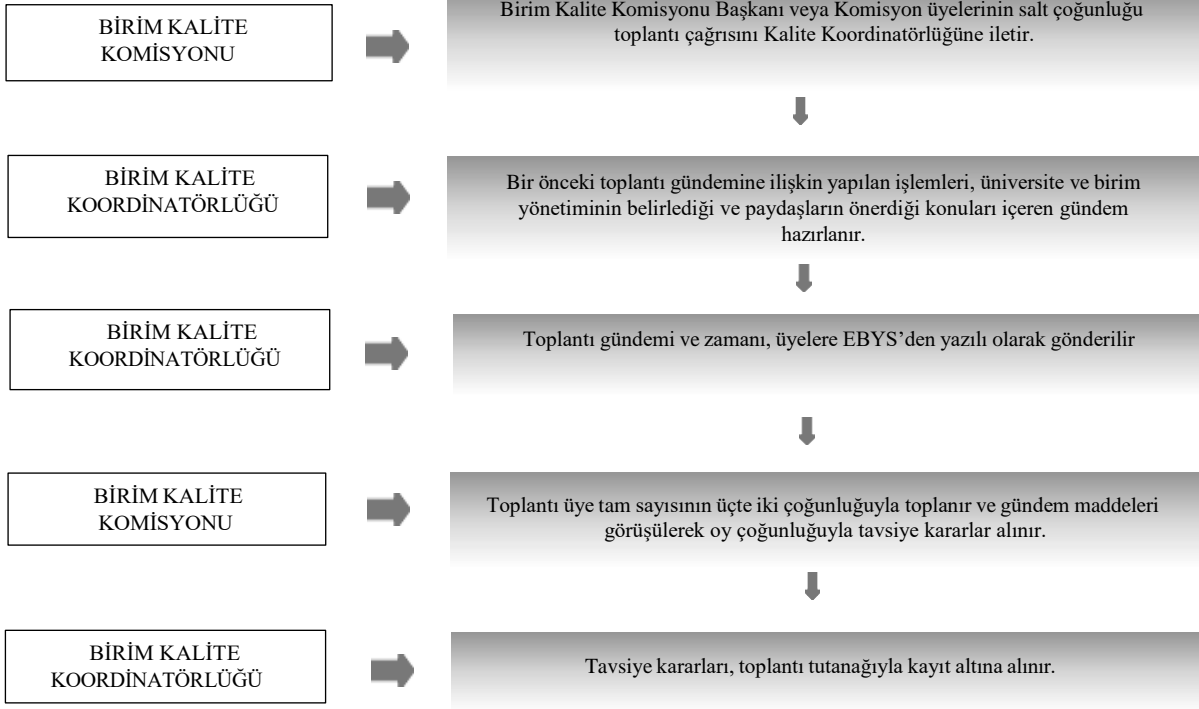 BİRİM KALİTE
KOMİSYONU
Birim Kalite Komisyonu Başkanı veya Komisyon üyelerinin salt çoğunluğu
toplantı çağrısını Kalite Koordinatörlüğüne iletir.
BİRİM KALİTE
KOORDİNATÖRLÜĞÜ
Bir önceki toplantı gündemine ilişkin yapılan işlemleri, üniversite ve birim
yönetiminin belirlediği ve paydaşların önerdiği konuları içeren gündem
hazırlanır.
BİRİM KALİTE
KOORDİNATÖRLÜĞÜ
Toplantı gündemi ve zamanı, üyelere EBYS’den yazılı olarak gönderilir
BİRİM KALİTE
KOMİSYONU
Toplantı üye tam sayısının üçte iki çoğunluğuyla toplanır ve gündem maddeleri
görüşülerek oy çoğunluğuyla tavsiye kararlar alınır.
BİRİM KALİTE
KOORDİNATÖRLÜĞÜ
Tavsiye kararları, toplantı tutanağıyla kayıt altına alınır.